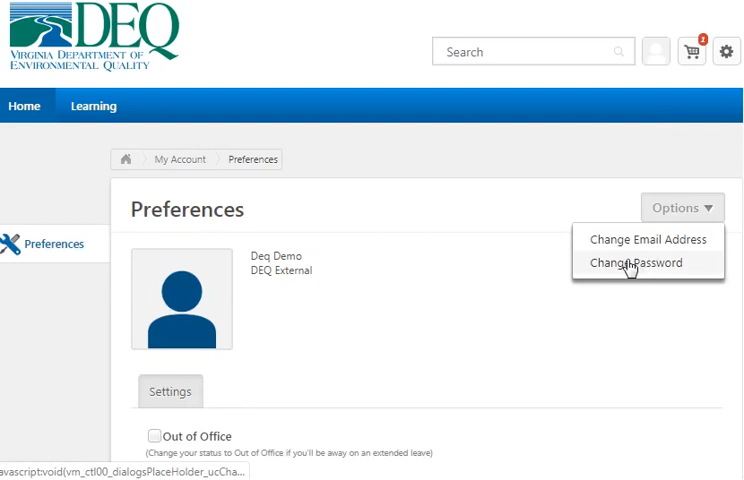 DEQ
VIRGINIA DEPARTMENT OF
ENVIRONMENTAL QUALITY
Search
1
Home
Learning
My Account
Preferences
Preferences
Options
Change Email Address
Change Password
Preferences
Deq Demo
DEQ External
Settings
Out of Office
(Change your status to Out of Office if you'll be away on an extended leave)
avascript:void(vm_ctl00_dialogsPlaceHolder_ucCha...